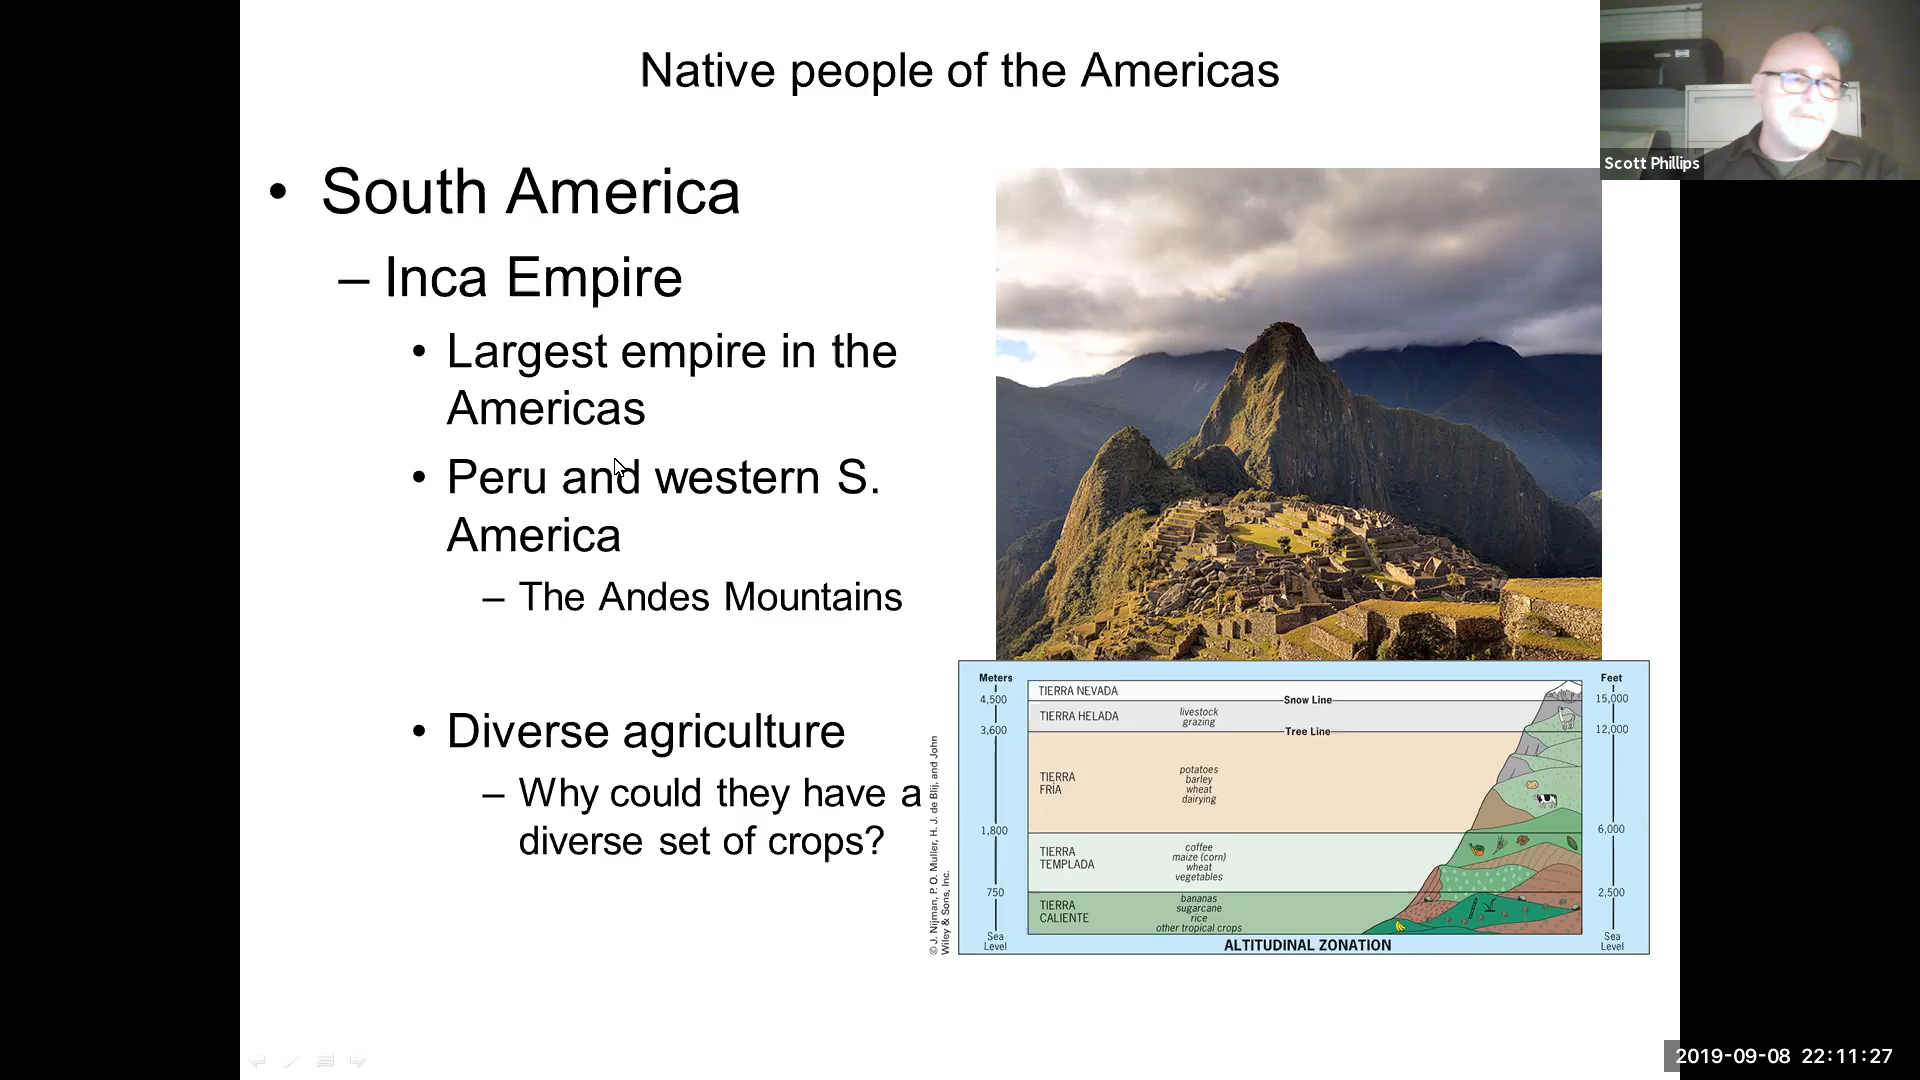 Native people of the Americas
Scott Phillips
• South America
– Inca Empire
• Largest empire in the
Americas
• Peru and western S.
America
– The Andes Mountains
• Diverse agriculture
– Why could they have a
diverse set of crops?
© J. Nijman, P. O. Muller, H. J. de Blij, and John
Wiley & Sons, Inc.
Meters
4,500
3,600
1,800
750
Sea
Level
TIERRA NEVADA
Snow Line
TIERRA HELADA
livestock
grazing
Tree Line
TIERRA
FRÍA
potatoes
barley
wheat
dairying
TIERRA
TEMPLADA
coffee
maize (corn)
wheat
vegetables
TIERRA
CALIENTE
bananas
sugarcane
rice
other tropical crops
Feet
15,000
12,000
6,000
2,500
Sea
Level
ALTITUDINAL ZONATION
2019-09-08 22:11:27